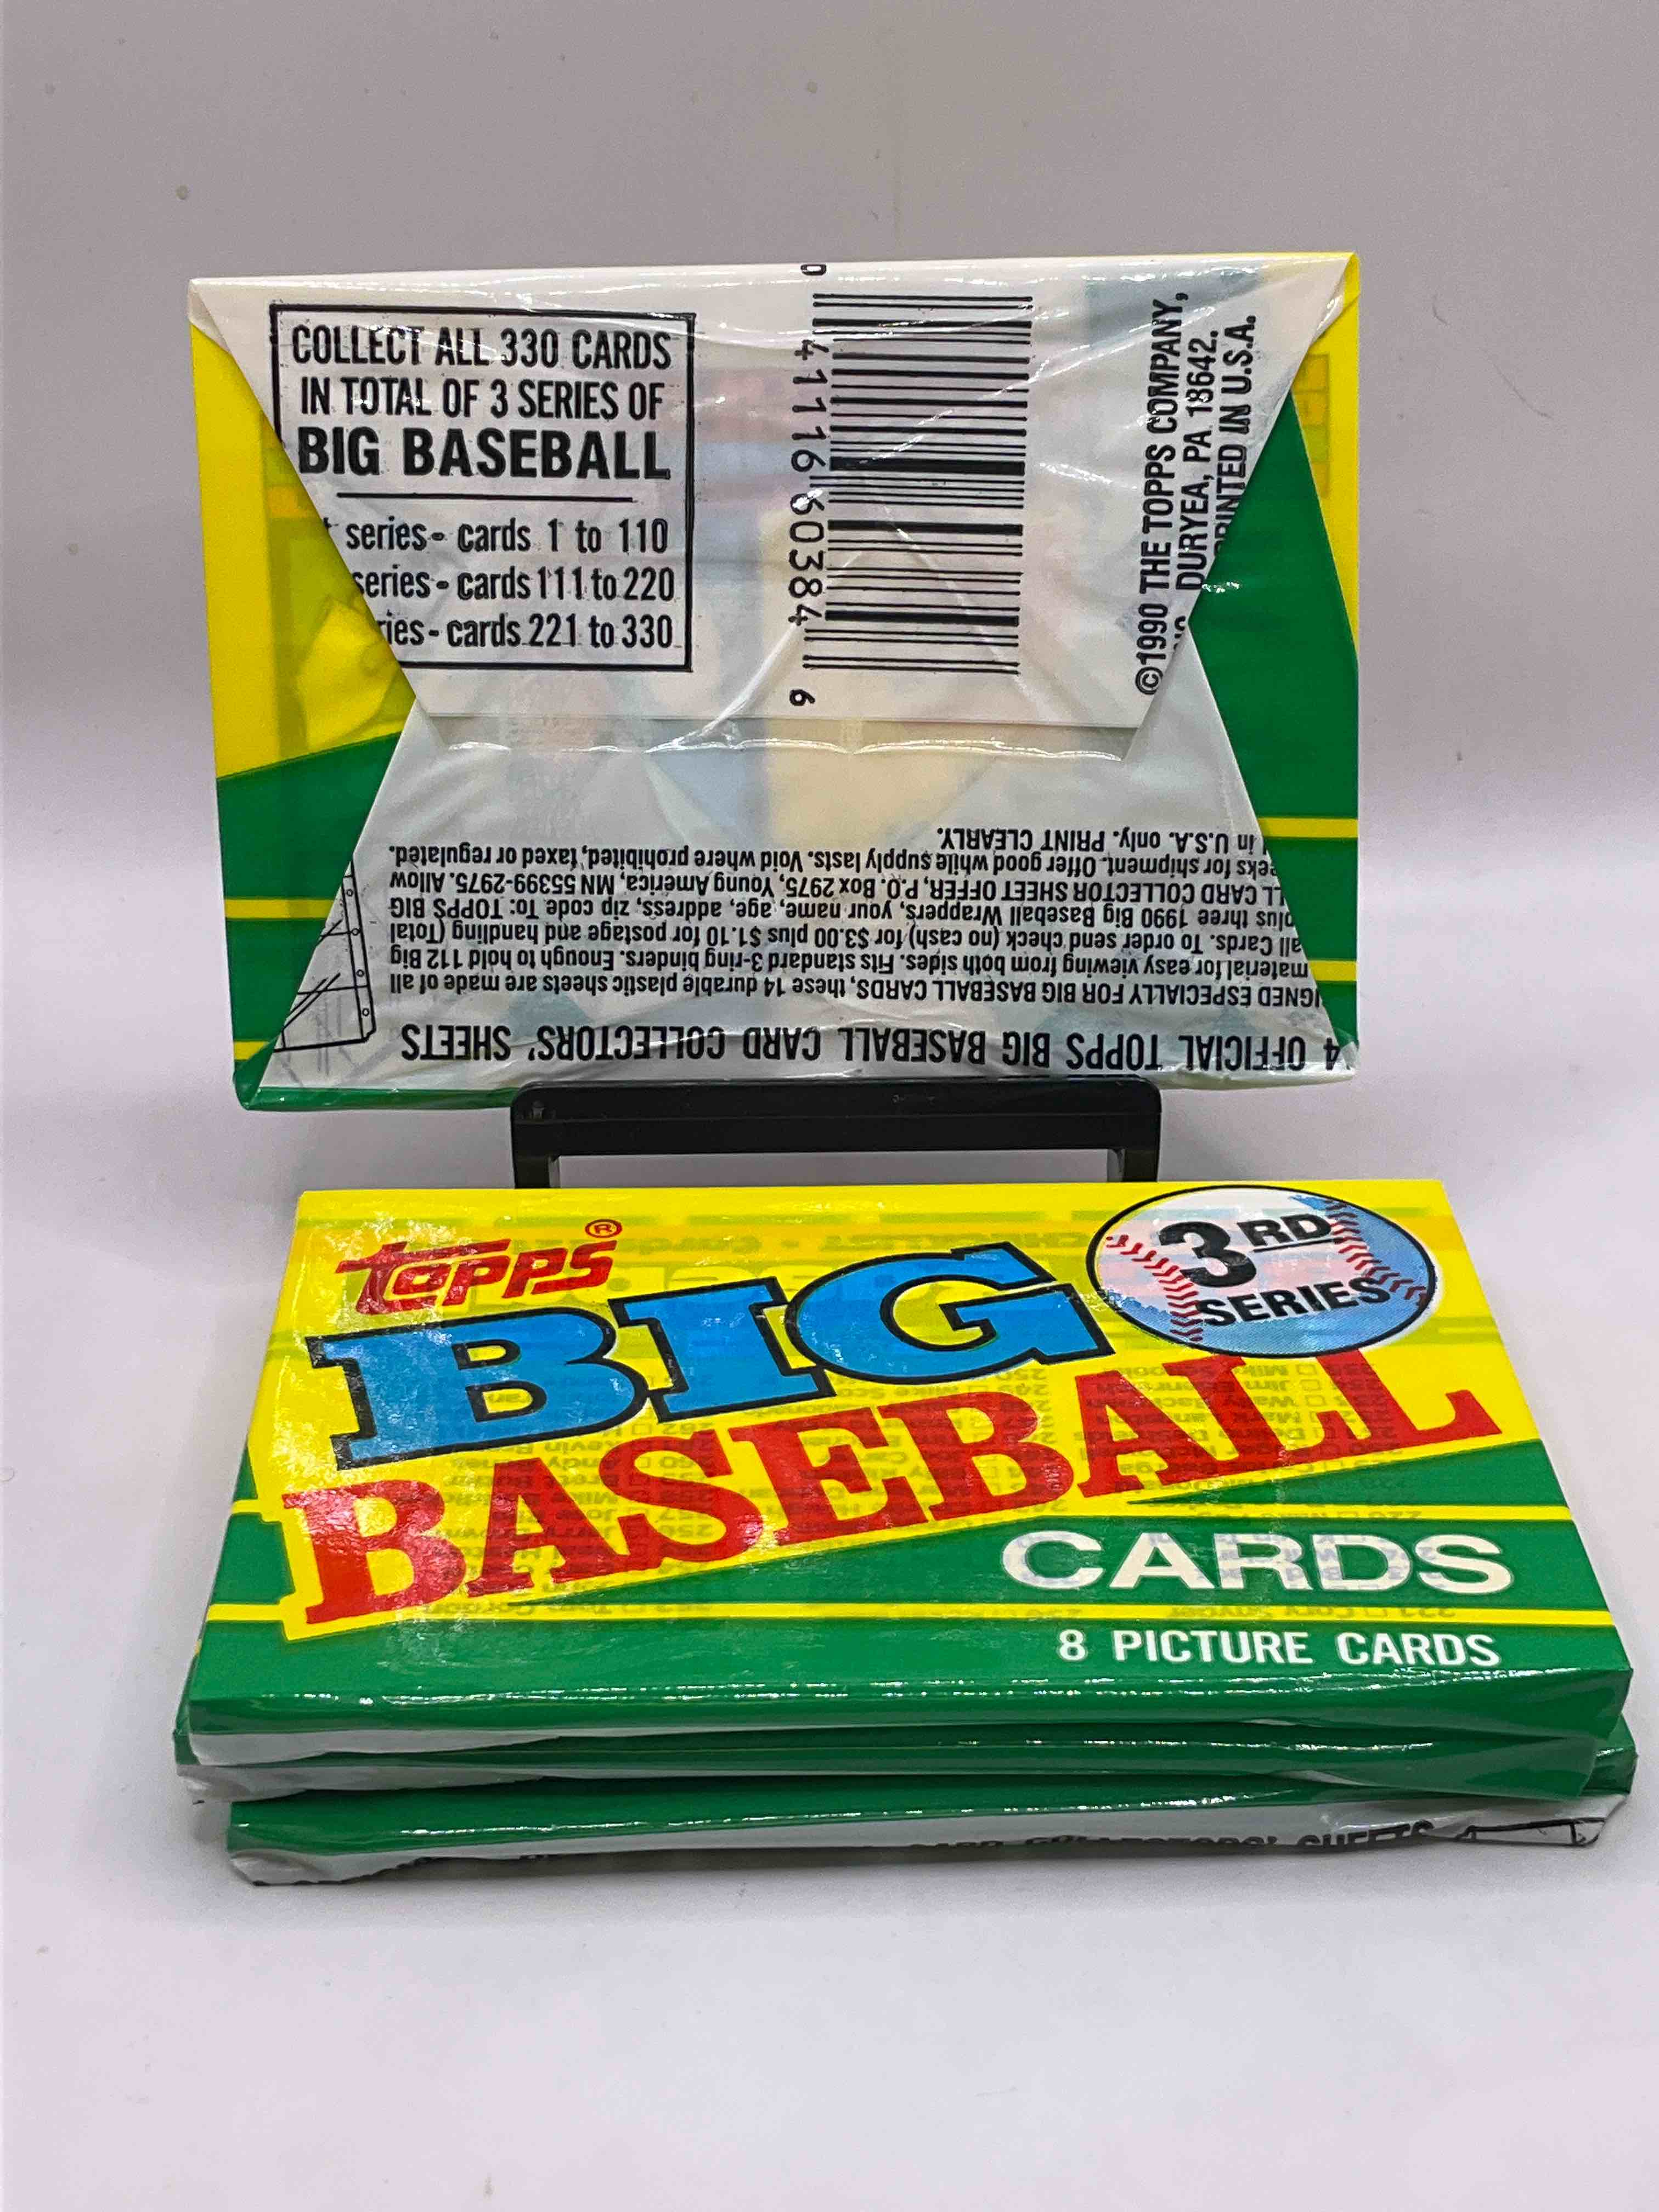 COLLECT ALL 330 CARDS
IN TOTAL OF 3 SERIES OF
BIG BASEBALL
series - cards 1 to 110
series - cards 111 to 220
ries - cards 221 to 330
0 41116 60384 6
©1990 THE TOPPS COMPANY,
DURYEA, PA 18642.
PRINTED IN U.S.A.
4 OFFICIAL TOPPS BIG BASEBALL CARD COLLECTORS' SHEETS
IGNED ESPECIALLY FOR BIG BASEBALL CARDS, these 14 durable plastic sheets are made of all
material for easy viewing from both sides. Fits standard 3-ring binders. Enough to hold 112 Big
all Cards. To order send check (no cash) for $3.00 plus $1.10 for postage and handling (Total
plus three 1990 Big Baseball Wrappers, your name, age, address, zip code To: TOPPS BIG
LL CARD COLLECTOR SHEET OFFER, P.O. Box 2975, Young America, MN 55399-2975. Allow
eeks for shipment. Offer good while supply lasts. Void where prohibited, taxed or regulated.
in U.S.A. only. PRINT CLEARLY.
topps®
BIG
BASEBALL
3RD
SERIES
CARDS
8 PICTURE CARDS
CARD COLLECTORS' SHEETS